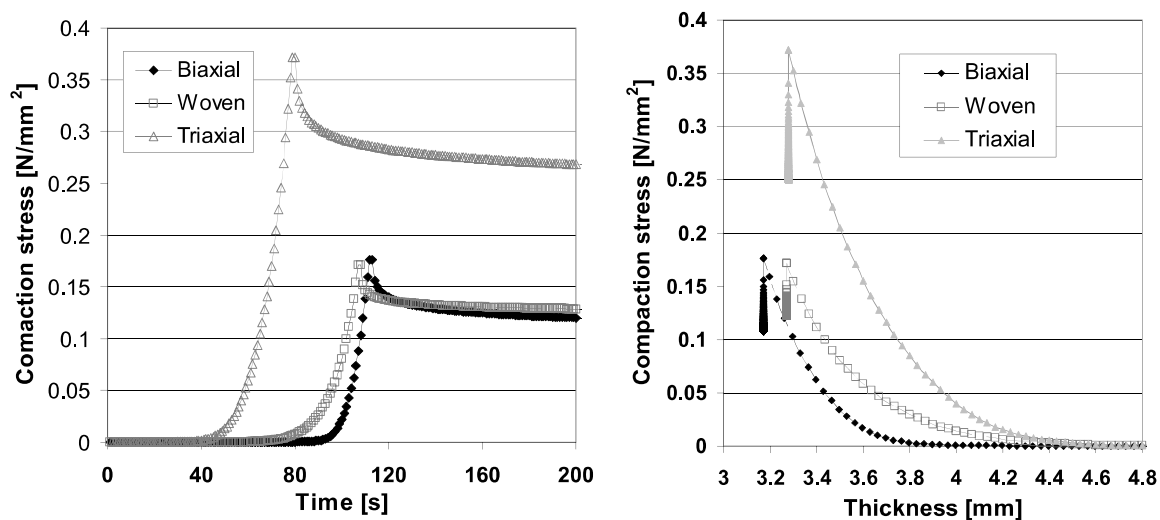 Comaction stress [N/mm²]
0.4
0.35
0.3
0.25
0.2
0.15
0.1
0.05
0
Biaxial
Woven
Triaxial
0 40 80 120 160 200
Time [s]
Compaction stress [N/mm²]
0.4
0.35
0.3
0.25
0.2
0.15
0.1
0.05
0
Biaxial
Woven
Triaxial
3 3.2 3.4 3.6 3.8 4 4.2 4.4 4.6 4.8
Thickness [mm]